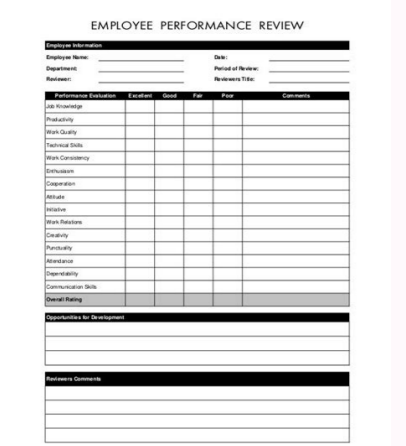 EMPLOYEE PERFORMANCE REVIEW
Employee Information
Employee Name: Date:
Department: Period of Review:
Reviewer: Reviewers Title:
Performance Evaluation Excellent Good Fair Poor Comments
Job Knowledge
Productivity
Work Quality
Technical Skills
Work Consistency
Enthusiasm
Cooperation
Attitude
Initiative
Work Relations
Creativity
Punctuality
Attendance
Dependability
Communication Skills
Overall Rating
Opportunities for Development
Reviewers Comments